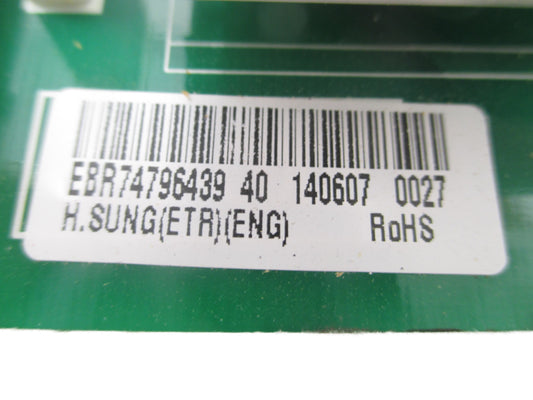 EBR74796439 40 140607 0027
H.SUNG(ETR)(ENG) RoHS